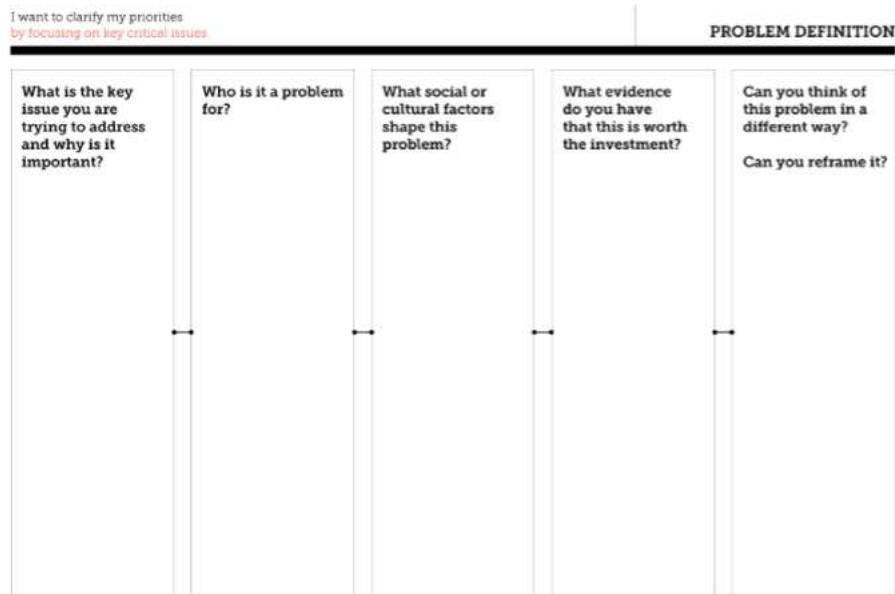 I want to clarify my priorities
by focusing on key critical issues
PROBLEM DEFINITION
What is the key
issue you are
trying to address
and why is it
important?
Who is it a problem
for?
What social or
cultural factors
shape this
problem?
What evidence
do you have
that this is worth
the investment?
Can you think of
this problem in a
different way?
Can you reframe it?